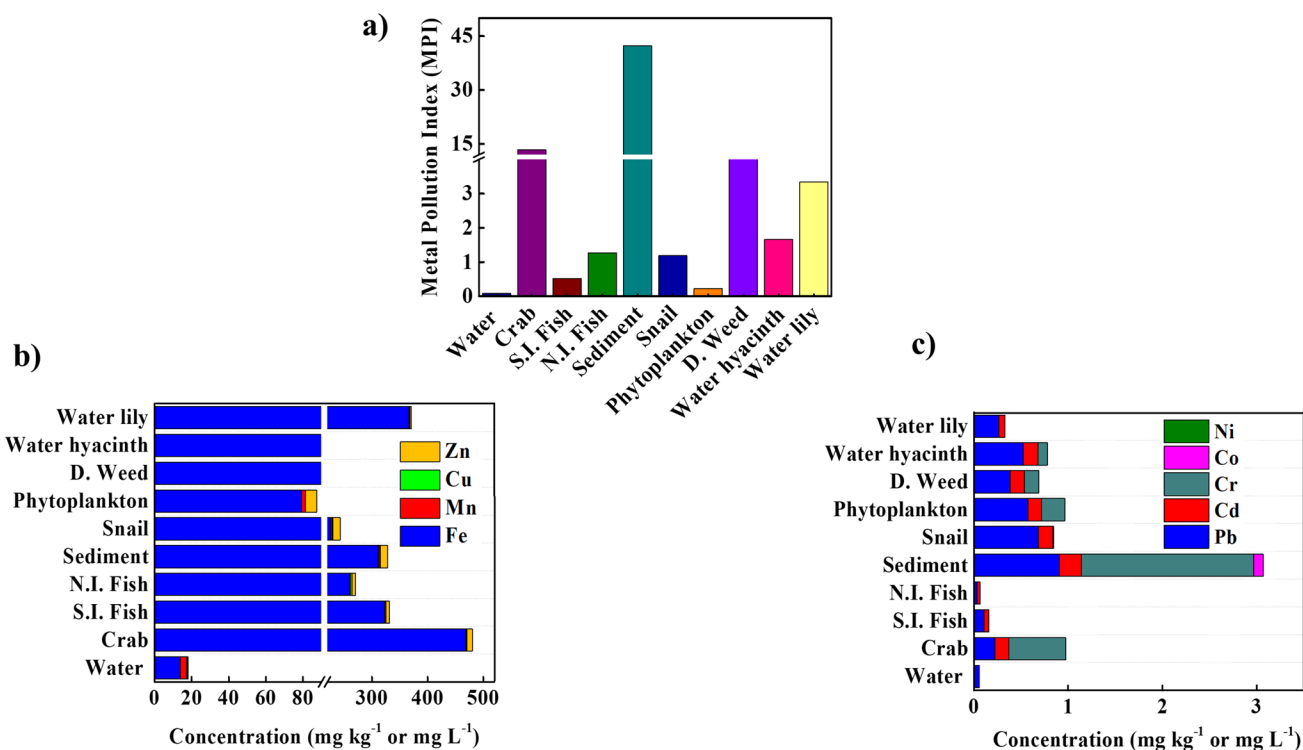 a)
Metal Pollution Index (MPI)
45
30
15
3
2
1
0
Water
Crab
S.I. Fish
N.I. Fish
Sediment
Snail
Phytoplankton
D. Weed
Water hyacinth
Water lily
b)
Water lily
Water hyacinth
D. Weed
Phytoplankton
Snail
Sediment
N.I. Fish
S.I. Fish
Crab
Water
Zn
Cu
Mn
Fe
0 20 40 60 80 300 400 500
Concentration (mg kg⁻¹ or mg L⁻¹)
c)
Water lily
Water hyacinth
D. Weed
Phytoplankton
Snail
Sediment
N.I. Fish
S.I. Fish
Crab
Water
Ni
Co
Cr
Cd
Pb
0 1 2 3
Concentration (mg kg⁻¹ or mg L⁻¹)